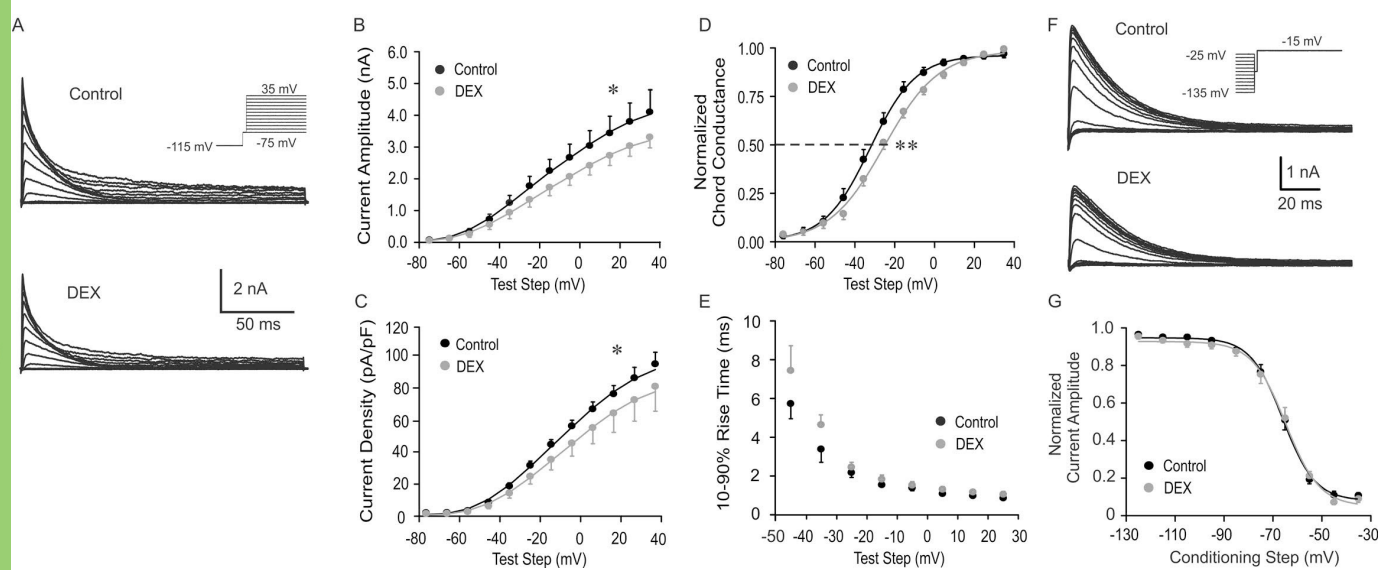 A
Control
35 mV
-115 mV
-75 mV
DEX
2 nA
50 ms
B
Current Amplitude (nA)
6.0
5.0
4.0
3.0
2.0
1.0
0.0
Control
DEX
*
-80 -60 -40 -20 0 20 40
Test Step (mV)
C
Current Density (pA/pF)
120
100
80
60
40
20
0
Control
DEX
*
-80 -60 -40 -20 0 20 40
Test Step (mV)
D
Normalized
Chord Conductance
1.00
0.75
0.50
0.25
0.00
Control
DEX
**
-80 -60 -40 -20 0 20 40
Test Step (mV)
E
10-90% Rise Time (ms)
10
8
6
4
2
0
Control
DEX
-50 -40 -30 -20 -10 0 10 20 30
Test Step (mV)
F
Control
-15 mV
-25 mV
-135 mV
DEX
1 nA
20 ms
G
Normalized
Current Amplitude
1.0
0.8
0.6
0.4
0.2
0
Control
DEX
-130 -110 -90 -70 -50 -30
Conditioning Step (mV)